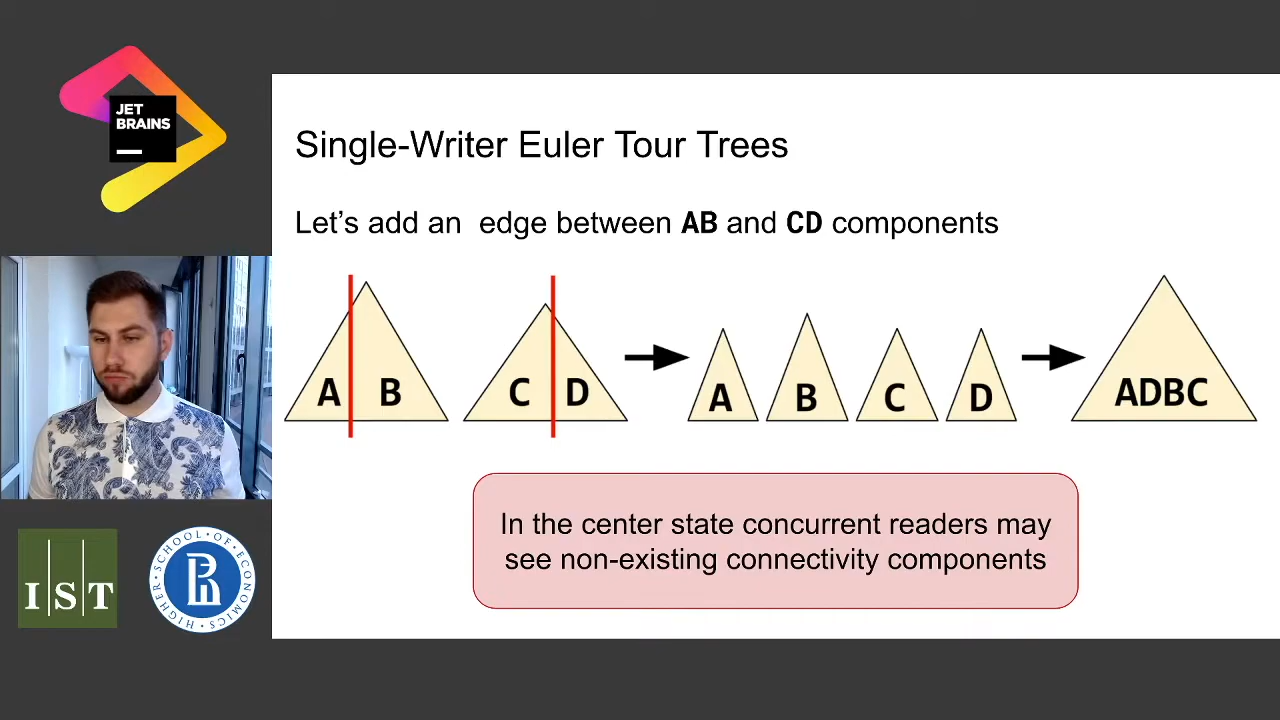 JET
BRAINS
Single-Writer Euler Tour Trees
Let’s add an edge between AB and CD components
A B C D A B C D ADBC
In the center state concurrent readers may
see non-existing connectivity components
IST
HIGHER · SCHOOL · OF · ECONOMICS ·